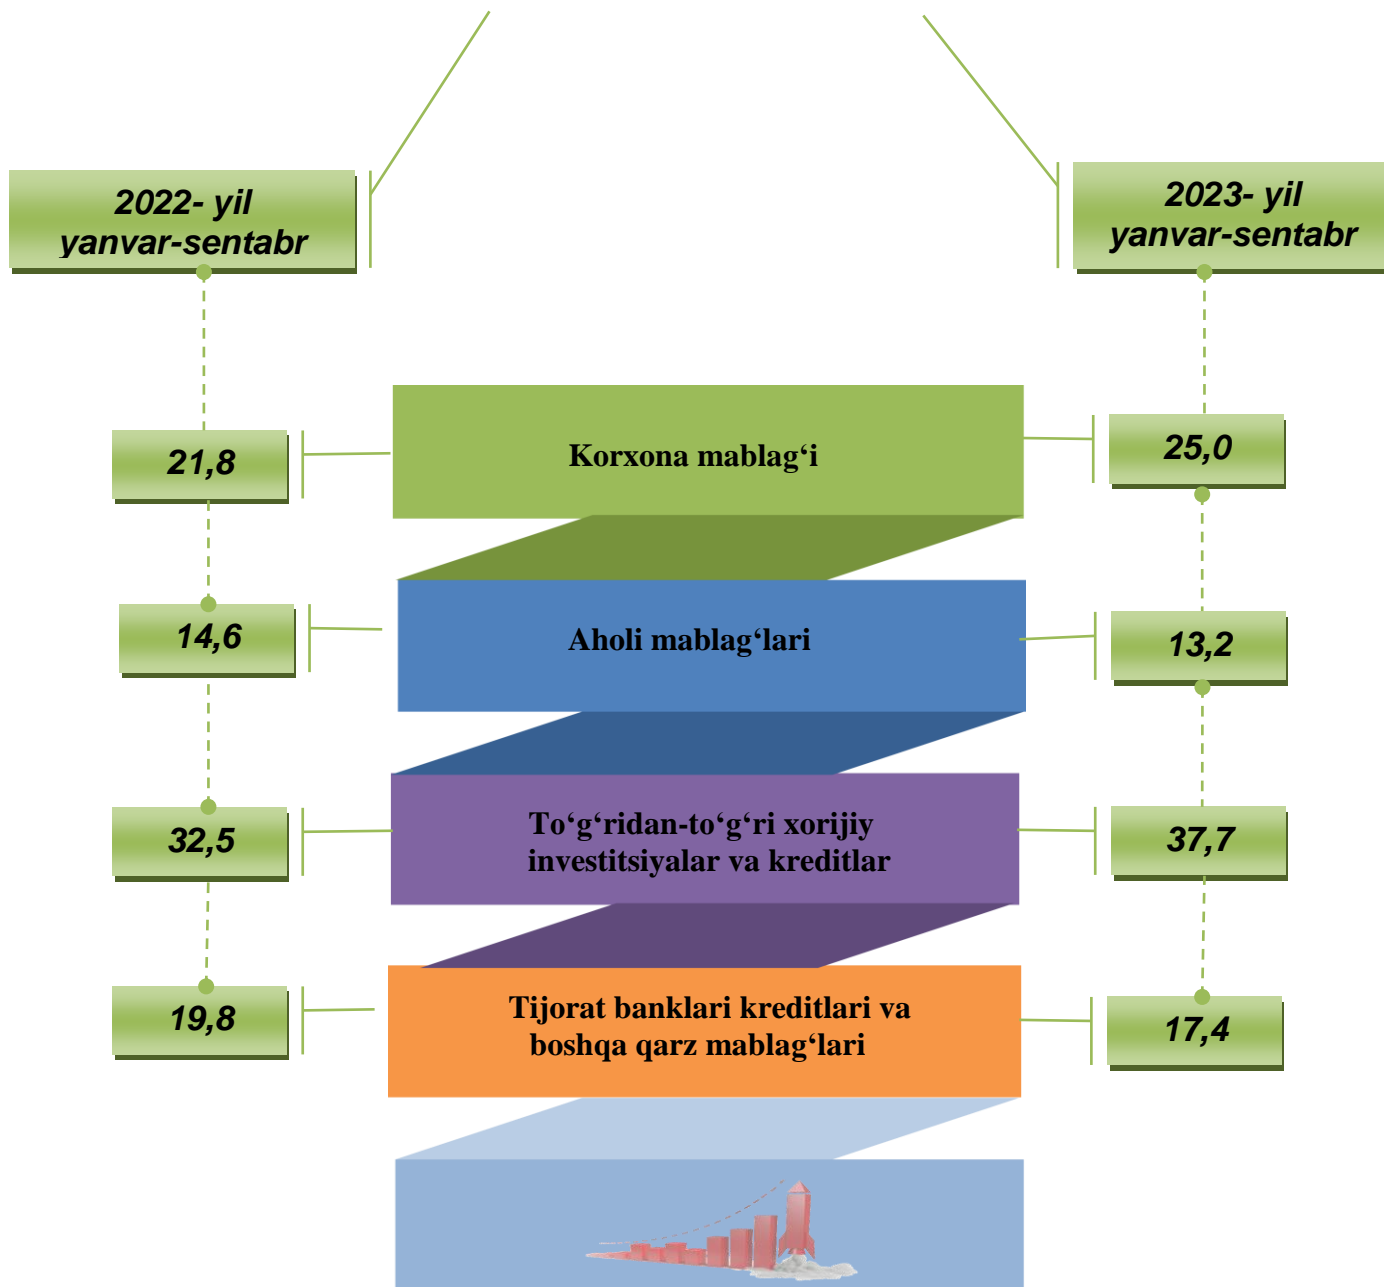 2022- yil
yanvar-sentabr
2023- yil
yanvar-sentabr
21,8
Korxona mablag‘i
25,0
14,6
Aholi mablag‘lari
13,2
32,5
To‘g‘ridan-to‘g‘ri xorijiy
investitsiyalar va kreditlar
37,7
19,8
Tijorat banklari kreditlari va
boshqa qarz mablag‘lari
17,4